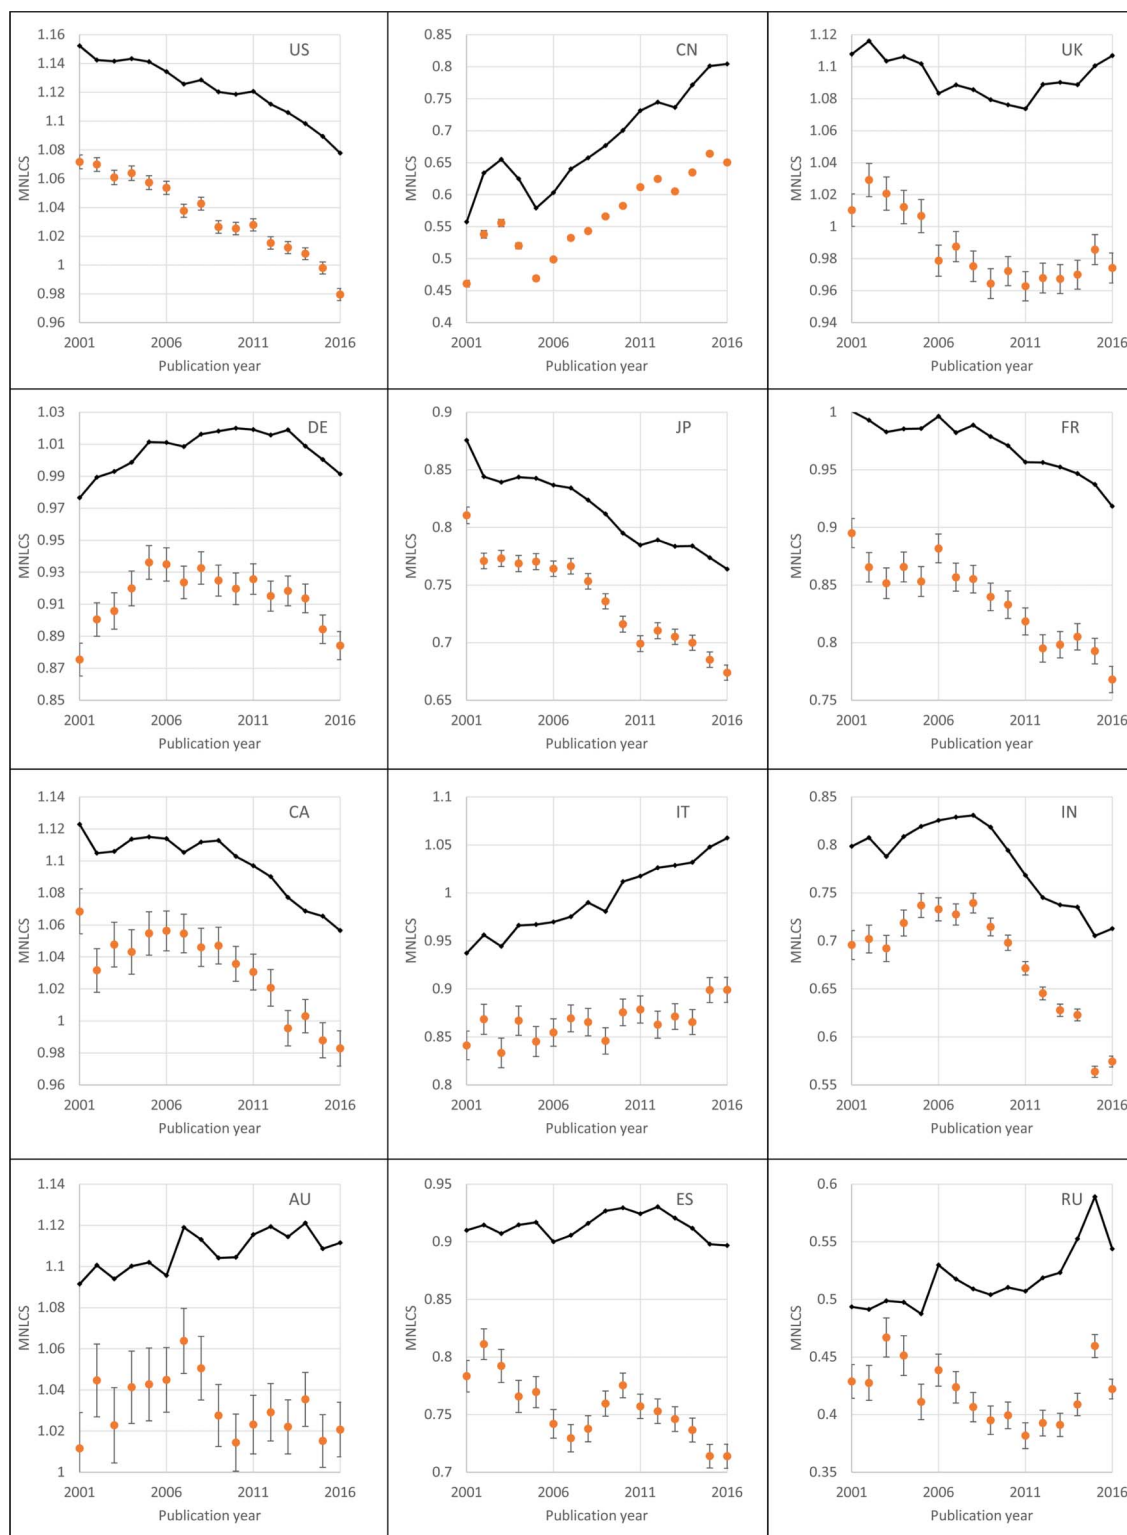 US
MNLCS
1.16
1.14
1.12
1.1
1.08
1.06
1.04
1.02
1
0.98
0.96
2001 2006 2011 2016
Publication year
CN
MNLCS
0.85
0.8
0.75
0.7
0.65
0.6
0.55
0.5
0.45
0.4
2001 2006 2011 2016
Publication year
UK
MNLCS
1.12
1.1
1.08
1.06
1.04
1.02
1
0.98
0.96
0.94
2001 2006 2011 2016
Publication year
DE
MNLCS
1.03
1.01
0.99
0.97
0.95
0.93
0.91
0.89
0.87
0.85
2001 2006 2011 2016
Publication year
JP
MNLCS
0.9
0.85
0.8
0.75
0.7
0.65
2001 2006 2011 2016
Publication year
FR
MNLCS
1
0.95
0.9
0.85
0.8
0.75
2001 2006 2011 2016
Publication year
CA
MNLCS
1.14
1.12
1.1
1.08
1.06
1.04
1.02
1
0.98
0.96
2001 2006 2011 2016
Publication year
IT
MNLCS
1.1
1.05
1
0.95
0.9
0.85
0.8
2001 2006 2011 2016
Publication year
IN
MNLCS
0.85
0.8
0.75
0.7
0.65
0.6
0.55
2001 2006 2011 2016
Publication year
AU
MNLCS
1.14
1.12
1.1
1.08
1.06
1.04
1.02
1
2001 2006 2011 2016
Publication year
ES
MNLCS
0.95
0.9
0.85
0.8
0.75
0.7
2001 2006 2011 2016
Publication year
RU
MNLCS
0.6
0.55
0.5
0.45
0.4
0.35
2001 2006 2011 2016
Publication year